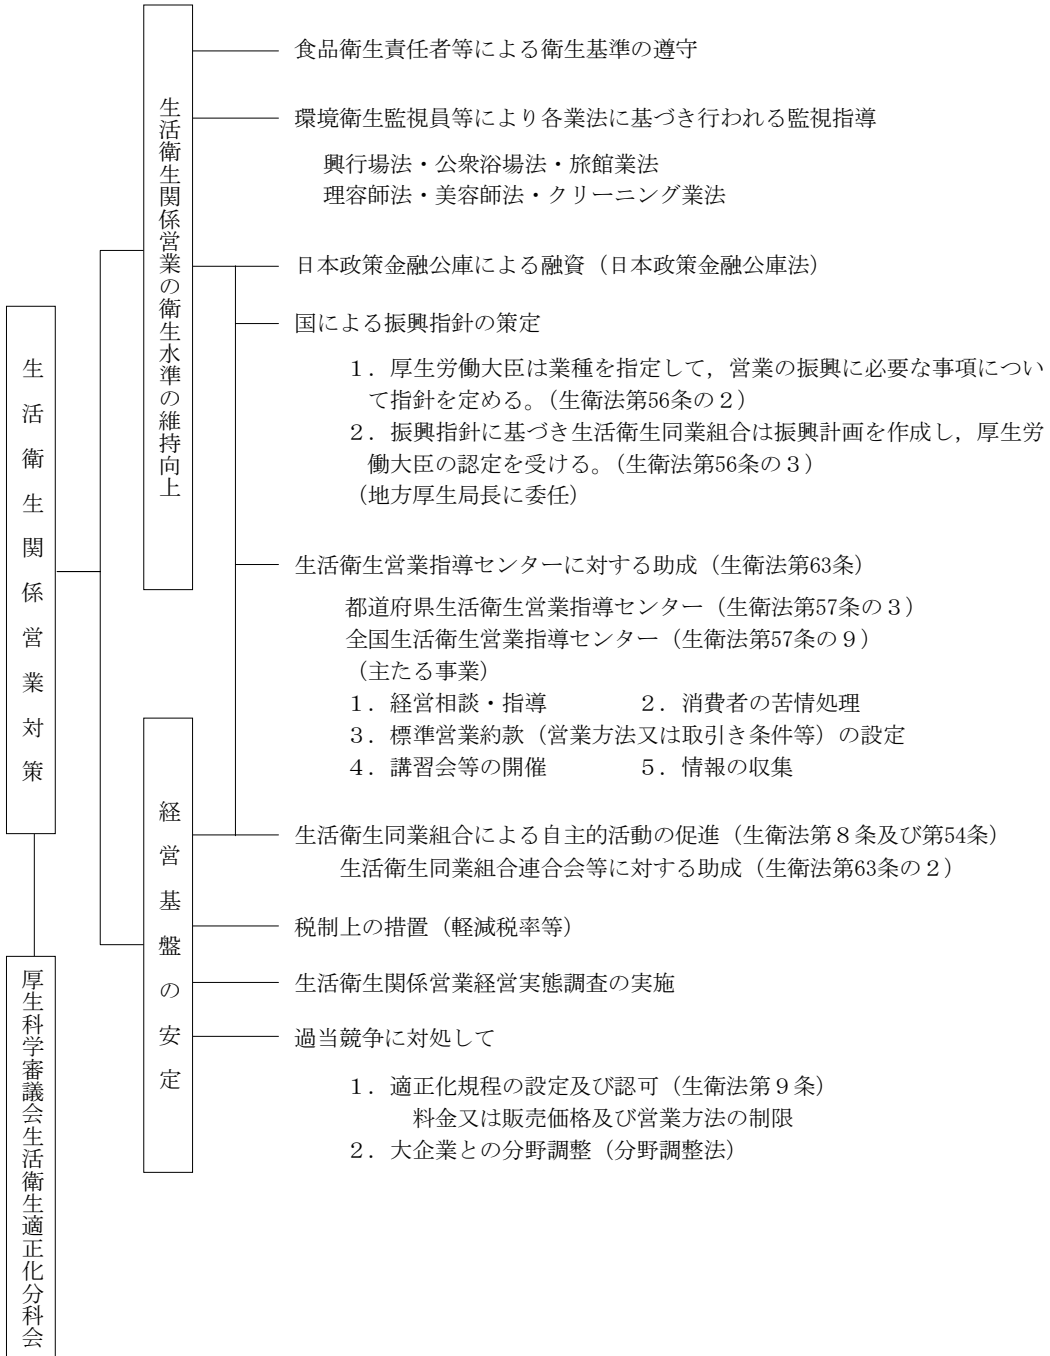 生活衛生関係営業対策
厚生科学審議会生活衛生適正化分科会
生活衛生関係営業の衛生水準の維持向上
食品衛生責任者等による衛生基準の遵守
環境衛生監視員等により各業法に基づき行われる監視指導
興行場法・公衆浴場法・旅館業法
理容師法・美容師法・クリーニング業法
日本政策金融公庫による融資（日本政策金融公庫法）
国による振興指針の策定
１．厚生労働大臣は業種を指定して，営業の振興に必要な事項につい
て指針を定める。（生衛法第56条の２）
２．振興指針に基づき生活衛生同業組合は振興計画を作成し，厚生労
働大臣の認定を受ける。（生衛法第56条の３）
（地方厚生局長に委任）
生活衛生営業指導センターに対する助成（生衛法第63条）
都道府県生活衛生営業指導センター（生衛法第57条の３）
全国生活衛生営業指導センター（生衛法第57条の９）
（主たる事業）
１．経営相談・指導　２．消費者の苦情処理
３．標準営業約款（営業方法又は取引き条件等）の設定
４．講習会等の開催　５．情報の収集
経営基盤の安定
生活衛生同業組合による自主的活動の促進（生衛法第８条及び第54条）
生活衛生同業組合連合会等に対する助成（生衛法第63条の２）
税制上の措置（軽減税率等）
生活衛生関係営業経営実態調査の実施
過当競争に対処して
１．適正化規程の設定及び認可（生衛法第９条）
料金又は販売価格及び営業方法の制限
２．大企業との分野調整（分野調整法）